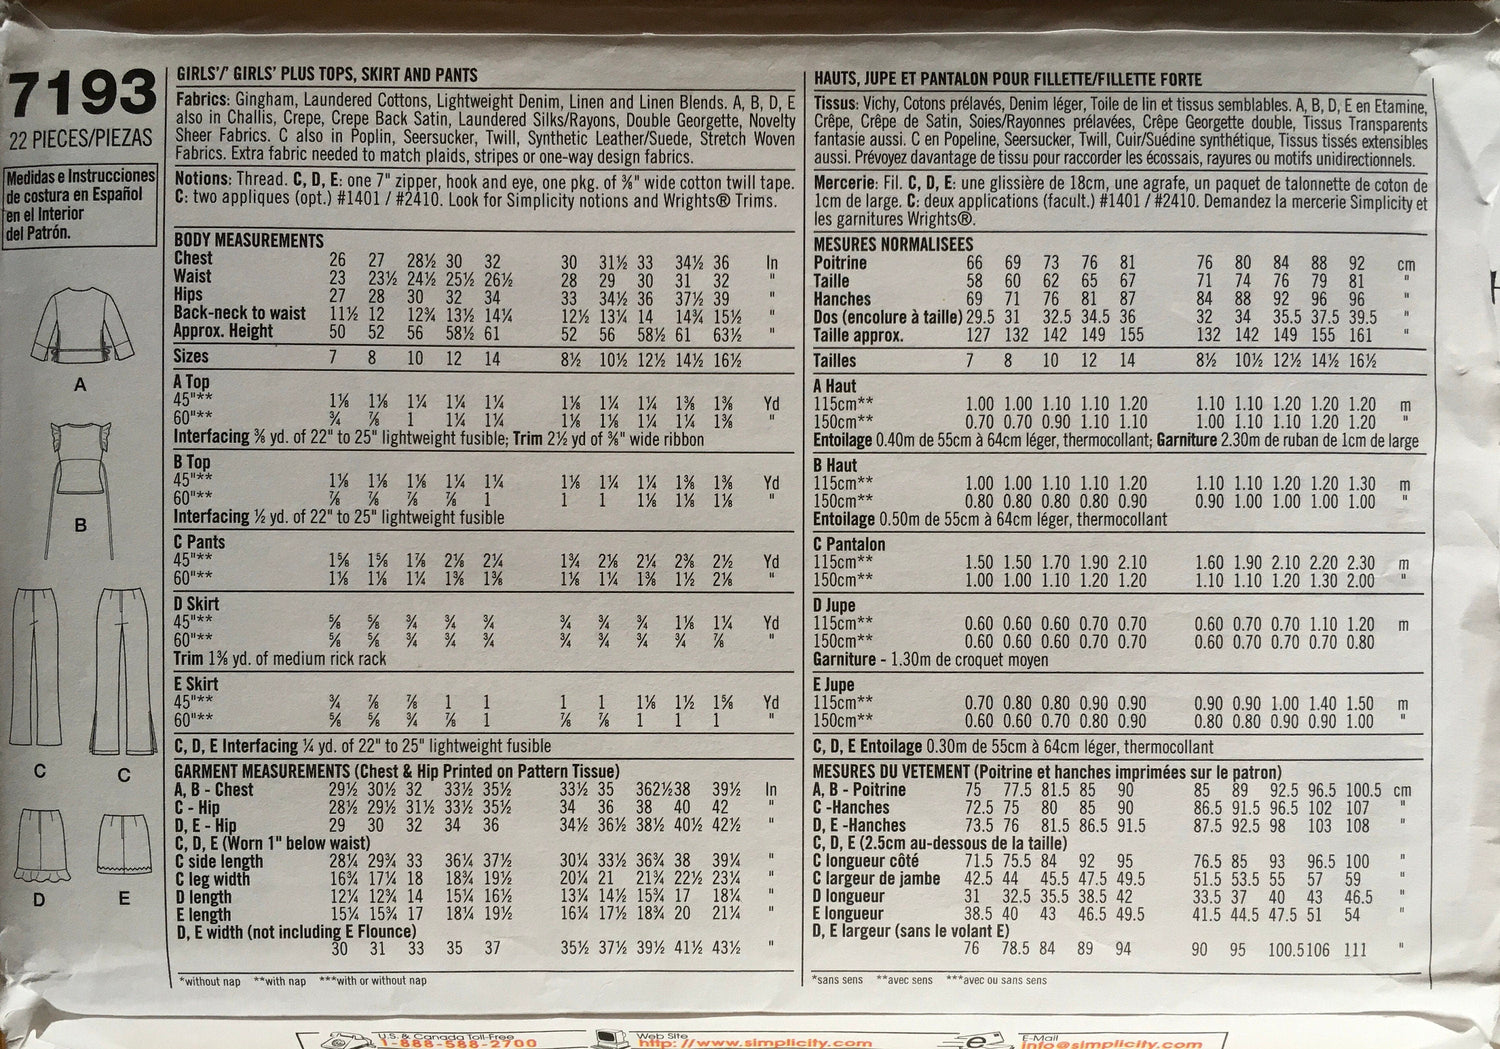 7193
22 PIECES/PIEZAS
Medidas e Instrucciones
de costura en Español
en el Interior
del Patrón.
A
B
C C
D E
GIRLS'/' GIRLS' PLUS TOPS, SKIRT AND PANTS
Fabrics: Gingham, Laundered Cottons, Lightweight Denim, Linen and Linen Blends. A, B, D, E
also in Challis, Crepe, Crepe Back Satin, Laundered Silks/Rayons, Double Georgette, Novelty
Sheer Fabrics. C also in Poplin, Seersucker, Twill, Synthetic Leather/Suede, Stretch Woven
Fabrics. Extra fabric needed to match plaids, stripes or one-way design fabrics.
Notions: Thread. C, D, E: one 7" zipper, hook and eye, one pkg. of ⅜" wide cotton twill tape.
C: two appliques (opt.) #1401 / #2410. Look for Simplicity notions and Wrights® Trims.
BODY MEASUREMENTS
Chest 26 27 28½ 30 32 30 31½ 33 34½ 36 In
Waist 23 23½ 24½ 25½ 26½ 28 29 30 31 32 "
Hips 27 28 30 32 34 33 34½ 36 37½ 39 "
Back-neck to waist 11½ 12 12¾ 13½ 14¼ 12½ 13¼ 14 14¾ 15½ "
Approx. Height 50 52 56 58½ 61 52 56 58½ 61 63½ "
Sizes 7 8 10 12 14 8½ 10½ 12½ 14½ 16½
A Top
45"** 1⅛ 1⅛ 1¼ 1¼ 1¼ 1⅛ 1¼ 1¼ 1⅜ 1⅜ Yd
60"** ¾ ⅞ 1 1¼ 1¼ 1⅛ 1⅛ 1¼ 1¼ 1⅜ "
Interfacing ⅜ yd. of 22" to 25" lightweight fusible; Trim 2½ yd of ⅜" wide ribbon
B Top
45"** 1⅛ 1⅛ 1⅛ 1¼ 1¼ 1⅛ 1¼ 1¼ 1⅜ 1⅜ Yd
60"** ⅞ ⅞ ⅞ ⅞ 1 1 1 1⅛ 1⅛ 1⅛ "
Interfacing ½ yd. of 22" to 25" lightweight fusible
C Pants
45"** 1⅝ 1⅝ 1⅞ 2⅛ 2¼ 1¾ 2⅛ 2¼ 2⅜ 2½ Yd
60"** 1⅛ 1⅛ 1¼ 1⅜ 1⅜ 1⅛ 1¼ 1⅜ 1½ 2⅛ "
D Skirt
45"** ⅝ ⅝ ¾ ¾ ¾ ¾ ¾ ¾ 1⅛ 1¼ Yd
60"** ⅝ ⅝ ¾ ¾ ¾ ¾ ¾ ¾ ¾ ⅞ "
Trim 1⅜ yd. of medium rick rack
E Skirt
45"** ¾ ⅞ ⅞ 1 1 1 1 1⅛ 1½ 1⅝ Yd
60"** ⅝ ⅝ ¾ ⅞ 1 ⅞ ⅞ 1 1 1 "
C, D, E Interfacing ¼ yd. of 22" to 25" lightweight fusible
GARMENT MEASUREMENTS (Chest & Hip Printed on Pattern Tissue)
A, B - Chest 29½ 30½ 32 33½ 35½ 33½ 35 362½38 39½ In
C - Hip 28½ 29½ 31½ 33½ 35½ 34 36 38 40 42 "
D, E - Hip 29 30 32 34 36 34½ 36½ 38½ 40½ 42½ "
C, D, E (Worn 1" below waist)
C side length 28¼ 29¾ 33 36¼ 37½ 30¼ 33½ 36¾ 38 39¼ "
C leg width 16¾ 17¼ 18 18¾ 19½ 20¼ 21 21¾ 22½ 23¼ "
D length 12¼ 12¾ 14 15¼ 16½ 13¼ 14½ 15¾ 17 18¼ "
E length 15¼ 15¾ 17 18¼ 19½ 16¼ 17½ 18¾ 20 21¼ "
D, E width (not including E Flounce)
30 31 33 35 37 35½ 37½ 39½ 41½ 43½ "
*without nap **with nap ***with or without nap
HAUTS, JUPE ET PANTALON POUR FILLETTE/FILLETTE FORTE
Tissus: Vichy, Cotons prélavés, Denim léger, Toile de lin et tissus semblables. A, B, D, E en Etamine,
Crêpe, Crêpe de Satin, Soies/Rayonnes prélavées, Crêpe Georgette double, Tissus Transparents
fantasie aussi. C en Popeline, Seersucker, Twill, Cuir/Suédine synthétique, Tissus tissés extensibles
aussi. Prévoyez davantage de tissu pour raccorder les écossais, rayures ou motifs unidirectionnels.
Mercerie: Fil. C, D, E: une glissière de 18cm, une agrafe, un paquet de talonnette de coton de
1cm de large. C: deux applications (facult.) #1401 / #2410. Demandez la mercerie Simplicity et
les garnitures Wrights®.
MESURES NORMALISEES
Poitrine 66 69 73 76 81 76 80 84 88 92 cm
Taille 58 60 62 65 67 71 74 76 79 81 "
Hanches 69 71 76 81 87 84 88 92 96 96 "
Dos (encolure à taille) 29.5 31 32.5 34.5 36 32 34 35.5 37.5 39.5 "
Taille approx. 127 132 142 149 155 132 142 149 155 161 "
Tailles 7 8 10 12 14 8½ 10½ 12½ 14½ 16½
A Haut
115cm** 1.00 1.00 1.10 1.10 1.20 1.10 1.10 1.20 1.20 1.20 m
150cm** 0.70 0.70 0.90 1.10 1.10 1.00 1.10 1.10 1.20 1.20 "
Entoilage 0.40m de 55cm à 64cm léger, thermocollant; Garniture 2.30m de ruban de 1cm de large
B Haut
115cm** 1.00 1.00 1.10 1.10 1.20 1.10 1.10 1.20 1.20 1.30 m
150cm** 0.80 0.80 0.80 0.80 0.90 0.90 1.00 1.00 1.00 1.00 "
Entoilage 0.50m de 55cm à 64cm léger, thermocollant
C Pantalon
115cm** 1.50 1.50 1.70 1.90 2.10 1.60 1.90 2.10 2.20 2.30 m
150cm** 1.00 1.00 1.10 1.20 1.20 1.10 1.10 1.20 1.30 2.00 "
D Jupe
115cm** 0.60 0.60 0.60 0.70 0.70 0.60 0.70 0.70 1.10 1.20 m
150cm** 0.60 0.60 0.60 0.70 0.70 0.60 0.70 0.70 0.70 0.80
Garniture - 1.30m de croquet moyen
E Jupe
115cm** 0.70 0.80 0.80 0.90 0.90 0.90 0.90 1.00 1.40 1.50 m
150cm** 0.60 0.60 0.70 0.80 0.90 0.80 0.80 0.90 0.90 1.00 "
C, D, E Entoilage 0.30m de 55cm à 64cm léger, thermocollant
MESURES DU VETEMENT (Poitrine et hanches imprimées sur le patron)
A, B - Poitrine 75 77.5 81.5 85 90 85 89 92.5 96.5 100.5 cm
C -Hanches 72.5 75 80 85 90 86.5 91.5 96.5 102 107 "
D, E -Hanches 73.5 76 81.5 86.5 91.5 87.5 92.5 98 103 108 "
C, D, E (2.5cm au-dessous de la taille)
C longueur côté 71.5 75.5 84 92 95 76.5 85 93 96.5 100 "
C largeur de jambe 42.5 44 45.5 47.5 49.5 51.5 53.5 55 57 59 "
D longueur 31 32.5 35.5 38.5 42 33.5 37 40 43 46.5 "
E longueur 38.5 40 43 46.5 49.5 41.5 44.5 47.5 51 54 "
D, E largeur (sans le volant E)
76 78.5 84 89 94 90 95 100.5106 111 "
*sans sens **avec sens ***avec ou sans sens
U.S. & Canada Toll-Free
1-888-588-2700
Web Site
http://www.simplicity.com
E-Mail
info@simplicity.com